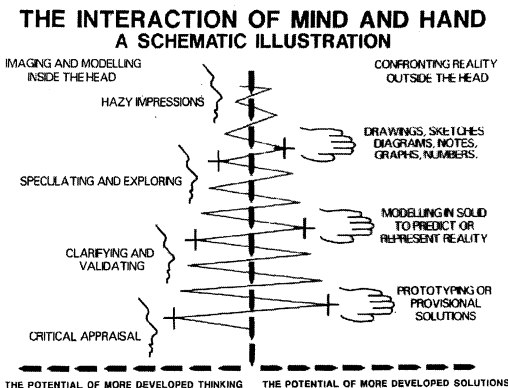 THE INTERACTION OF MIND AND HAND
A SCHEMATIC ILLUSTRATION
IMAGING AND MODELLING
INSIDE THE HEAD
CONFRONTING REALITY
OUTSIDE THE HEAD
HAZY IMPRESSIONS
DRAWINGS, SKETCHES
DIAGRAMS, NOTES,
GRAPHS, NUMBERS.
SPECULATING AND EXPLORING
MODELLING IN SOLID
TO PREDICT OR
REPRESENT REALITY
CLARIFYING AND
VALIDATING
PROTOTYPING OR
PROVISIONAL
SOLUTIONS
CRITICAL APPRAISAL
THE POTENTIAL OF MORE DEVELOPED THINKING
THE POTENTIAL OF MORE DEVELOPED SOLUTIONS